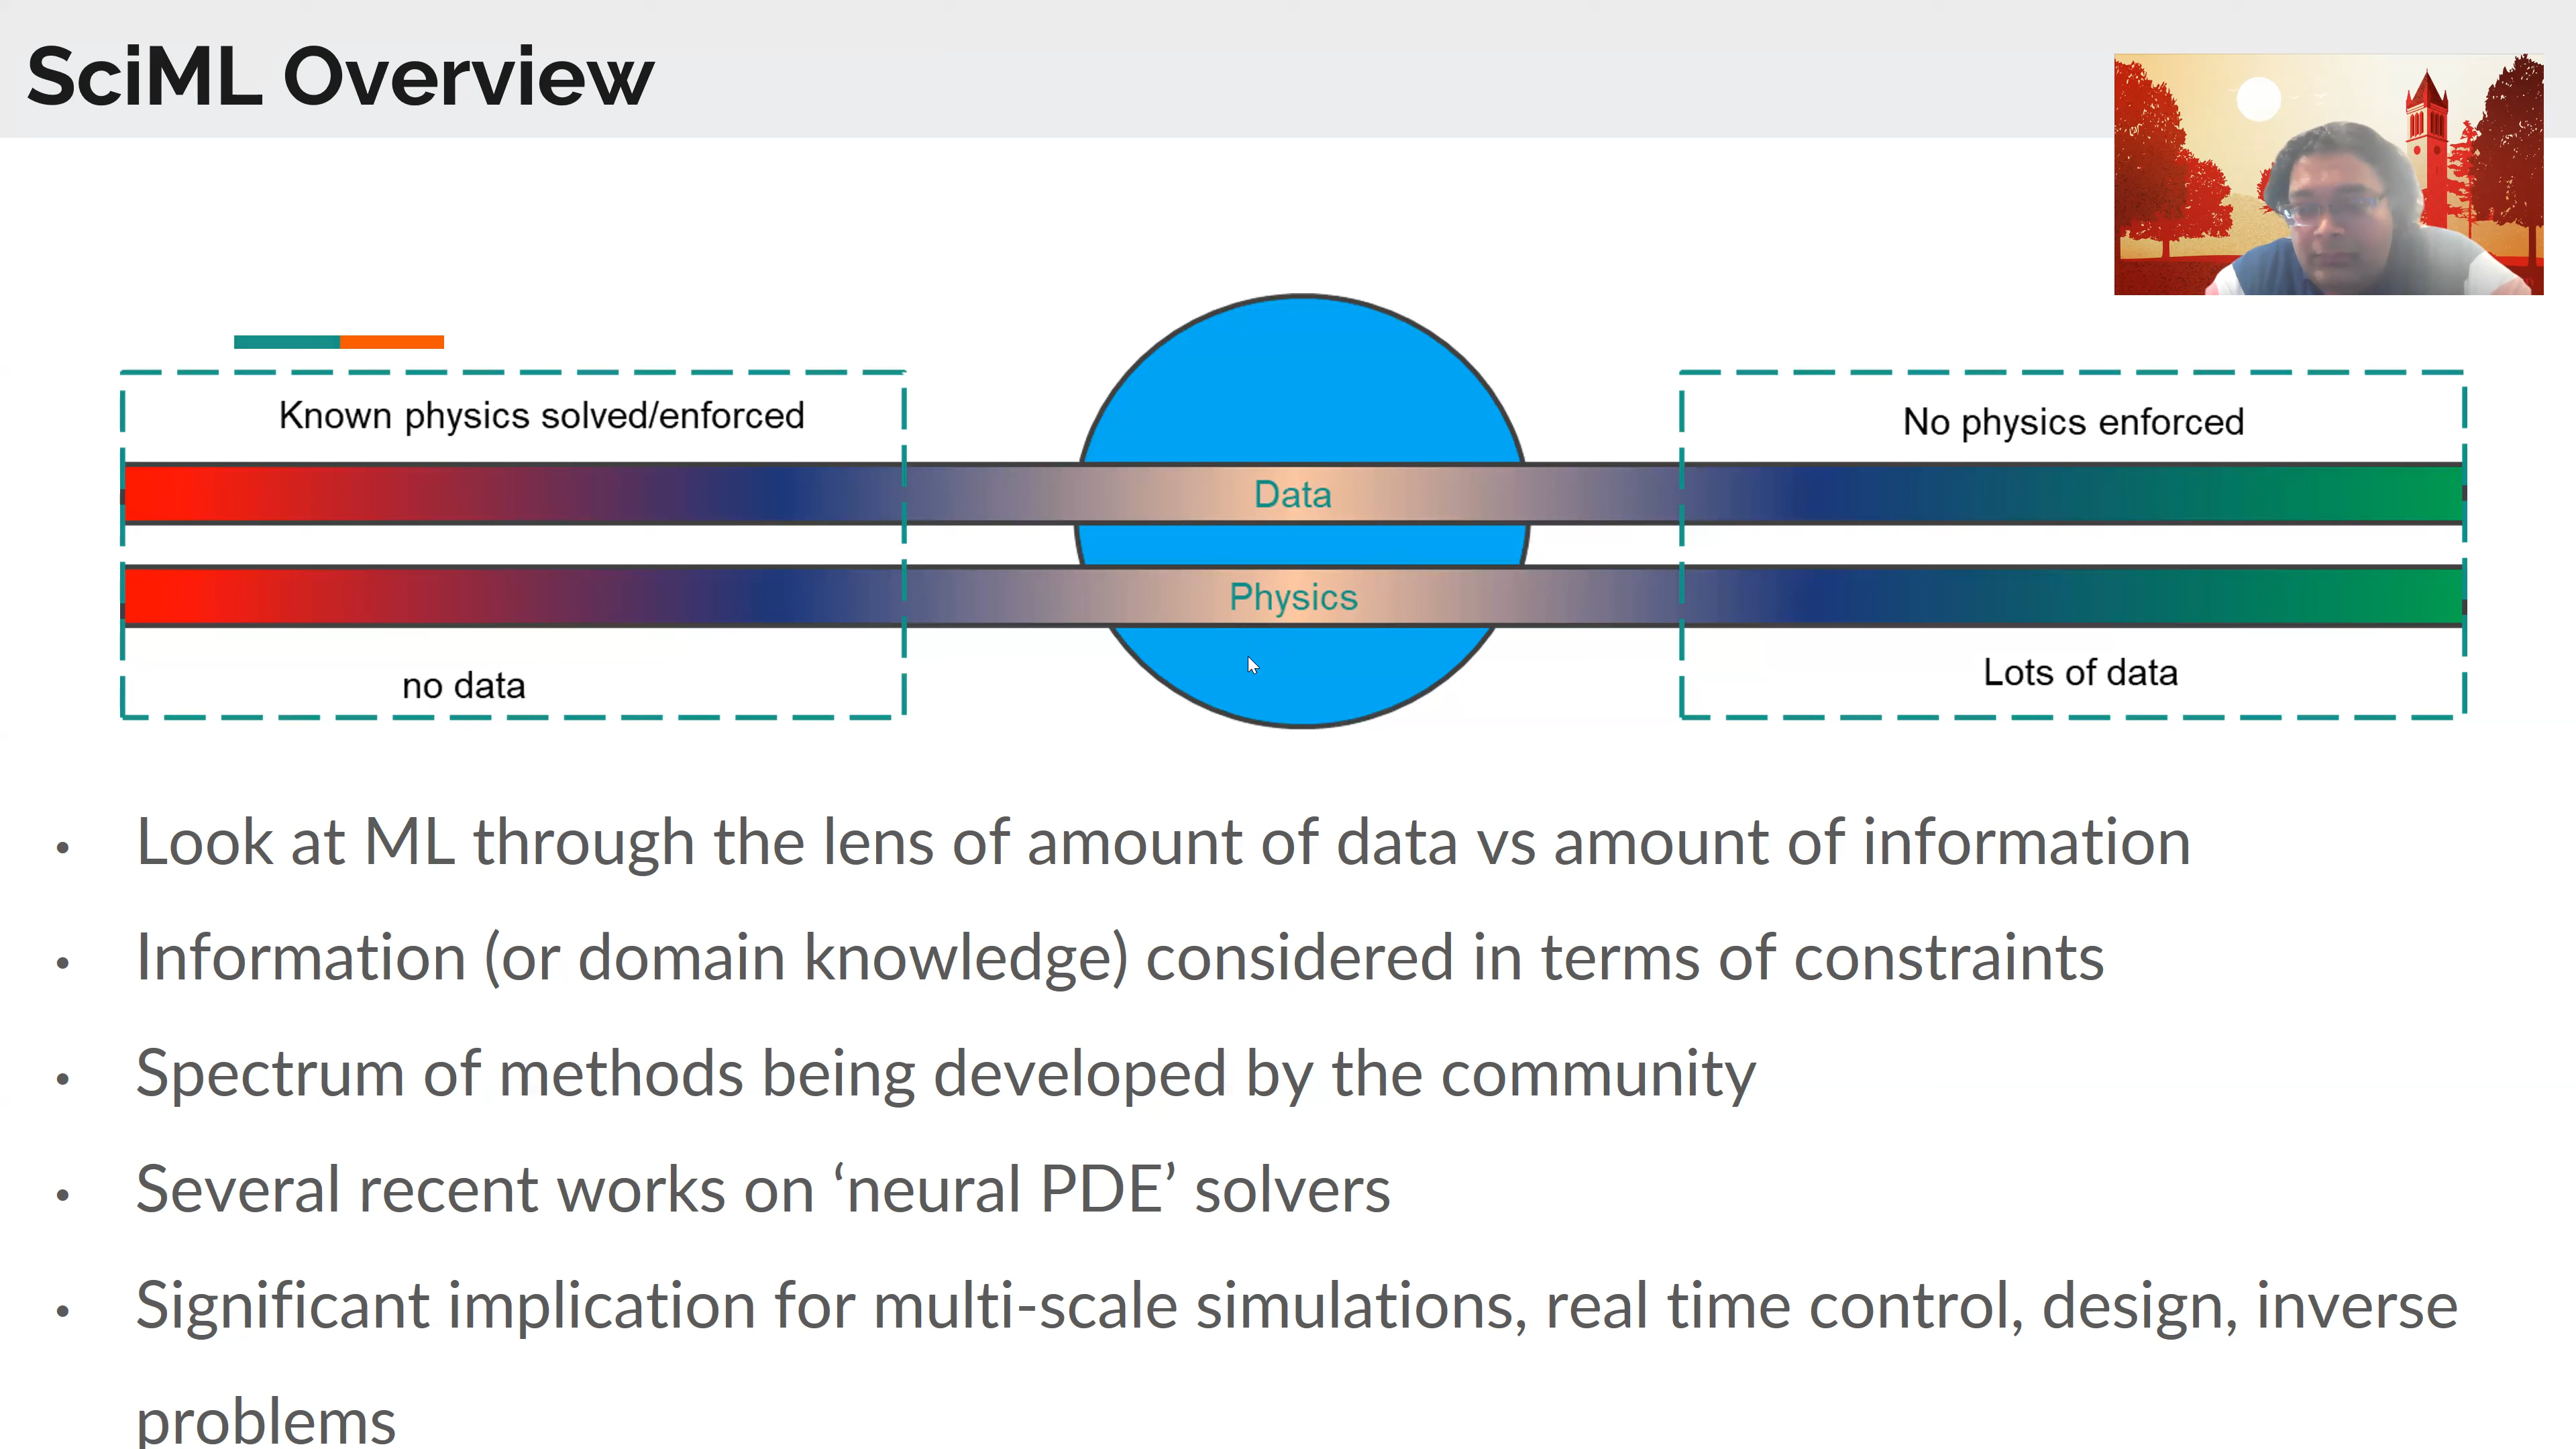 SciML Overview
Known physics solved/enforced
No physics enforced
Data
Physics
no data
Lots of data
• Look at ML through the lens of amount of data vs amount of information
• Information (or domain knowledge) considered in terms of constraints
• Spectrum of methods being developed by the community
• Several recent works on ‘neural PDE’ solvers
• Significant implication for multi-scale simulations, real time control, design, inverse
problems